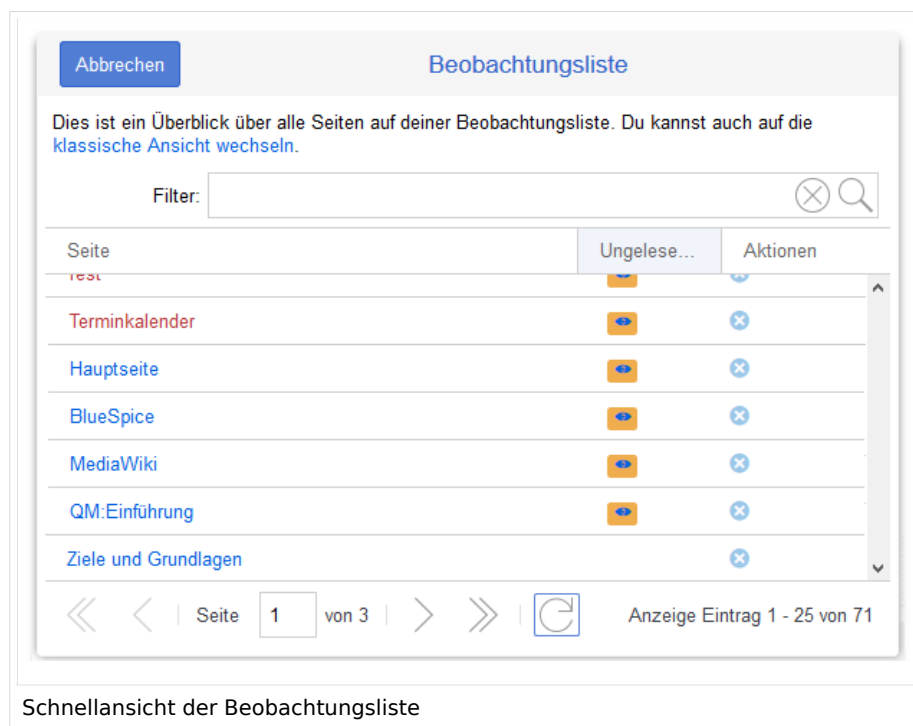 Abbrechen
Beobachtungsliste
Dies ist ein Überblick über alle Seiten auf deiner Beobachtungsliste. Du kannst auch auf die
klassische Ansicht wechseln.
Filter:
Seite Ungelese... Aktionen
Test
Terminkalender
Hauptseite
BlueSpice
MediaWiki
QM:Einführung
Ziele und Grundlagen
Seite 1 von 3 Anzeige Eintrag 1 - 25 von 71
Schnellansicht der Beobachtungsliste